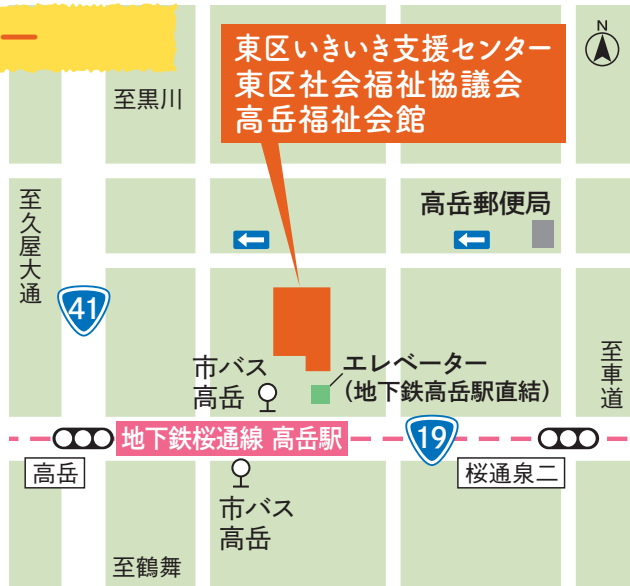 東区いきいき支援センター
東区社会福祉協議会
高岳福祉会館
N
至黒川
至久屋大通
高岳郵便局
41
市バス
高岳
エレベーター
(地下鉄高岳駅直結)
至車道
地下鉄桜通線 高岳駅
19
高岳
桜通泉二
市バス
高岳
至鶴舞